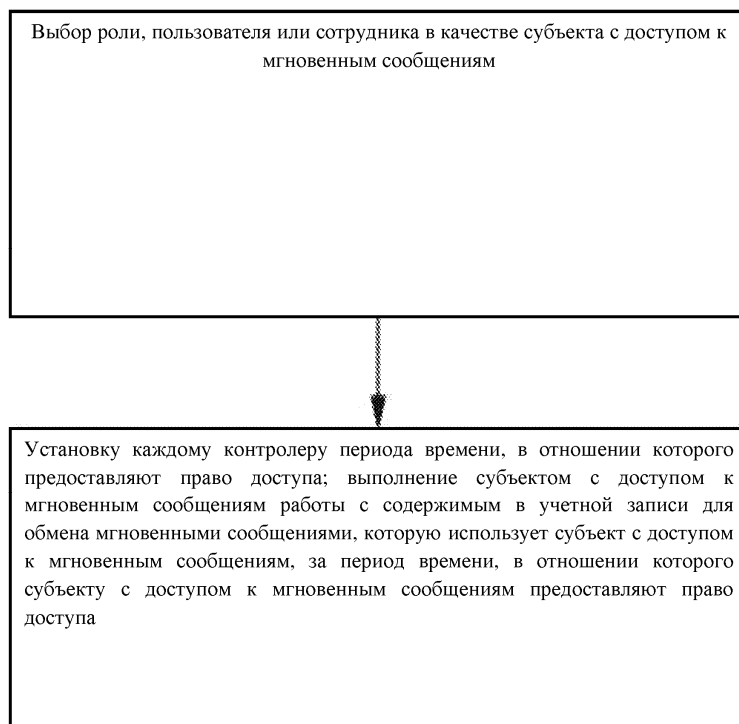 Выбор роли, пользователя или сотрудника в качестве субъекта с доступом к
мгновенным сообщениям
Установку каждому контролеру периода времени, в отношении которого
предоставляют право доступа; выполнение субъектом с доступом к
мгновенным сообщениям работы с содержимым в учетной записи для
обмена мгновенными сообщениями, которую использует субъект с доступом
к мгновенным сообщениям, за период времени, в отношении которого
субъекту с доступом к мгновенным сообщениям предоставляют право
доступа